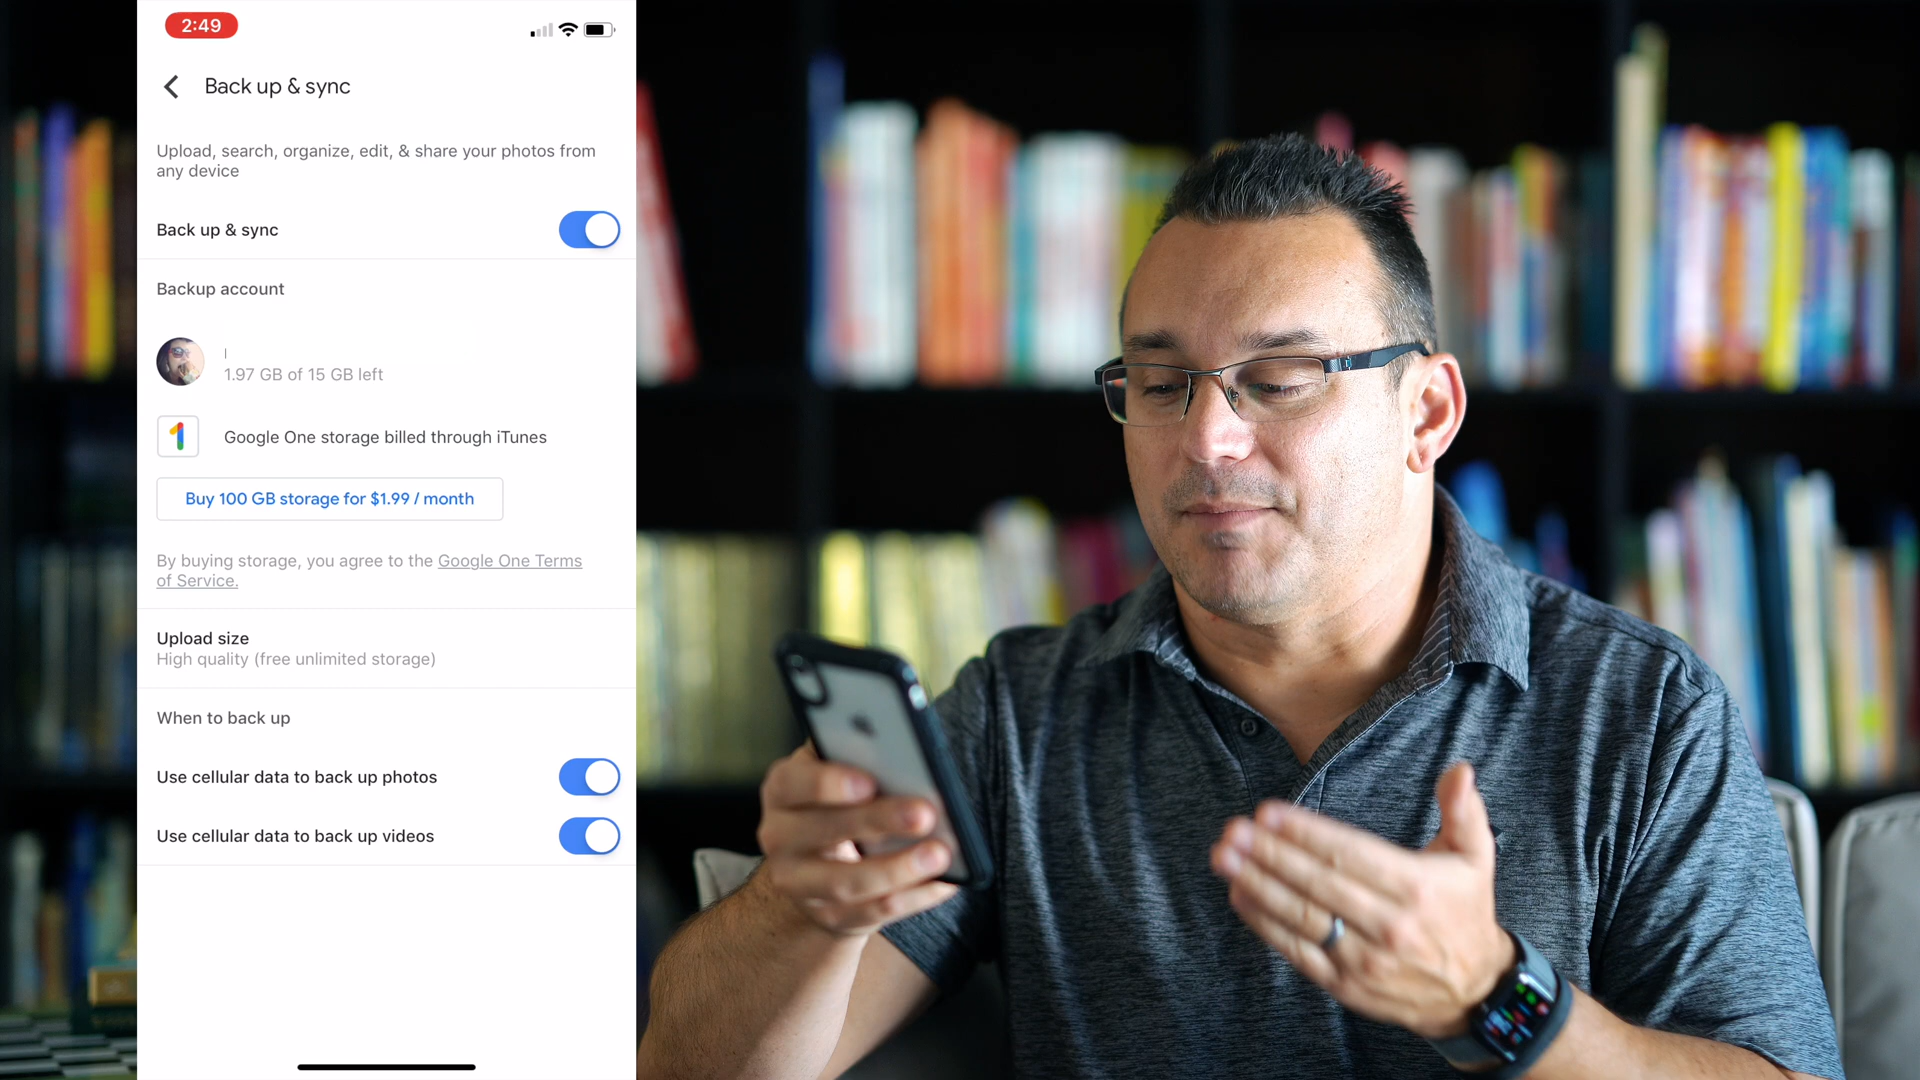 2:49
Back up & sync
Upload, search, organize, edit, & share your photos from
any device
Back up & sync
Backup account
1.97 GB of 15 GB left
Google One storage billed through iTunes
Buy 100 GB storage for $1.99 / month
By buying storage, you agree to the Google One Terms
of Service.
Upload size
High quality (free unlimited storage)
When to back up
Use cellular data to back up photos
Use cellular data to back up videos